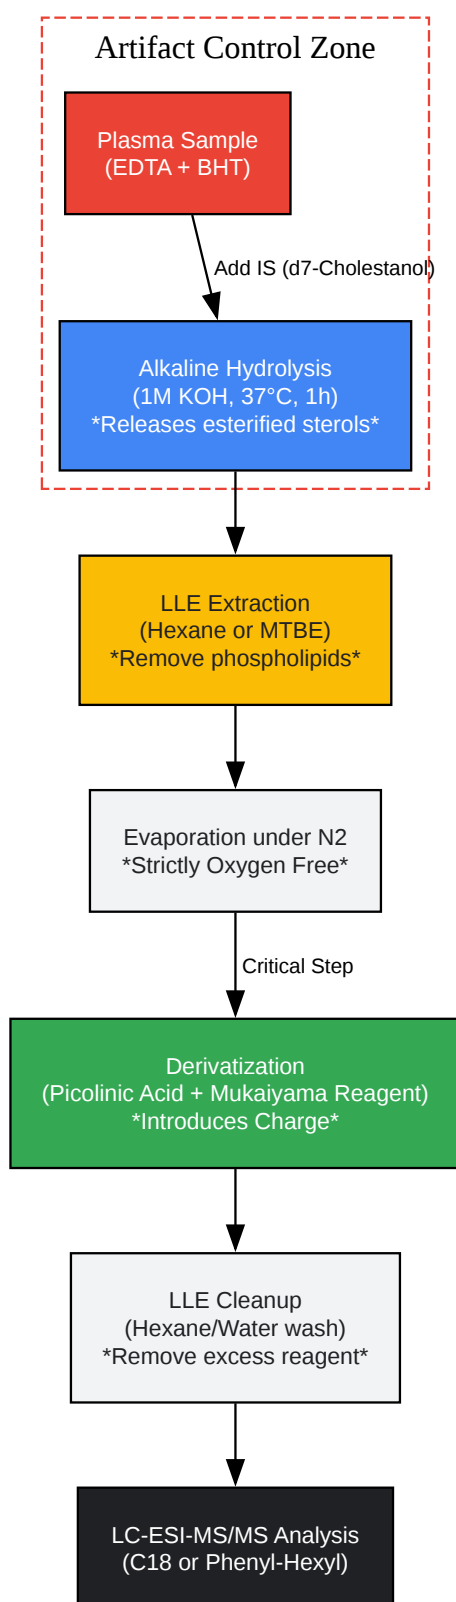 Artifact Control Zone
Plasma Sample
(EDTA + BHT)
Add IS (d7-Cholestanol)
Alkaline Hydrolysis
(1M KOH, 37°C, 1h)
*Releases esterified sterols*
LLE Extraction
(Hexane or MTBE)
*Remove phospholipids*
Evaporation under N2
*Strictly Oxygen Free*
Critical Step
Derivatization
(Picolinic Acid + Mukaiyama Reagent)
*Introduces Charge*
LLE Cleanup
(Hexane/Water wash)
*Remove excess reagent*
LC-ESI-MS/MS Analysis
(C18 or Phenyl-Hexyl)